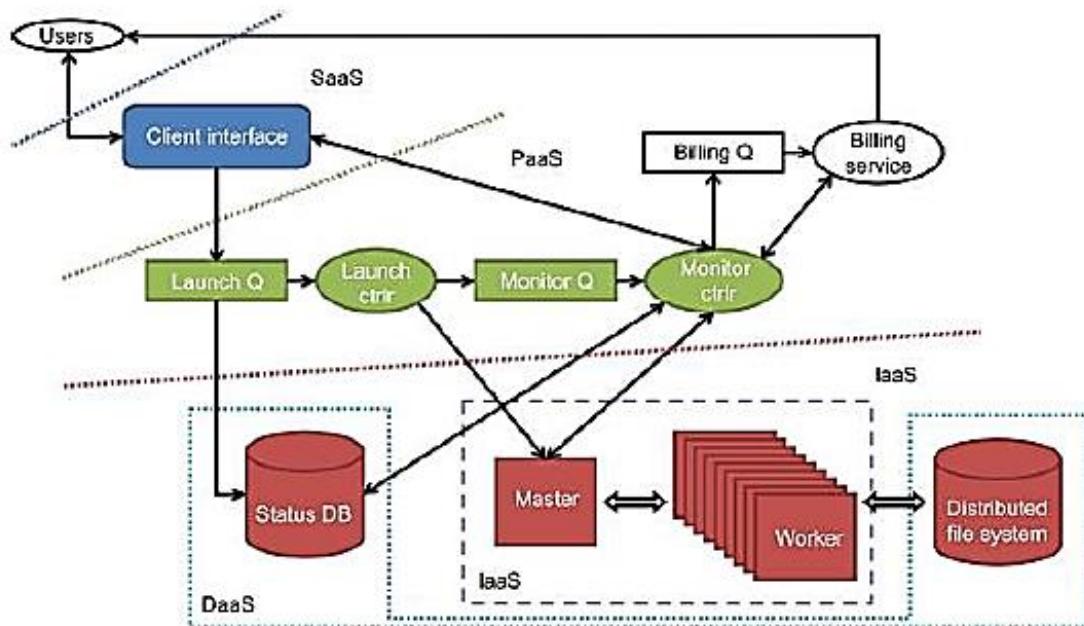 Users
SaaS
Client interface
PaaS
Billing Q
Billing
service
Launch Q
Launch
ctrlr
Monitor Q
Monitor
ctrlr
IaaS
Status DB
Master
Worker
Distributed
file system
IaaS
DaaS